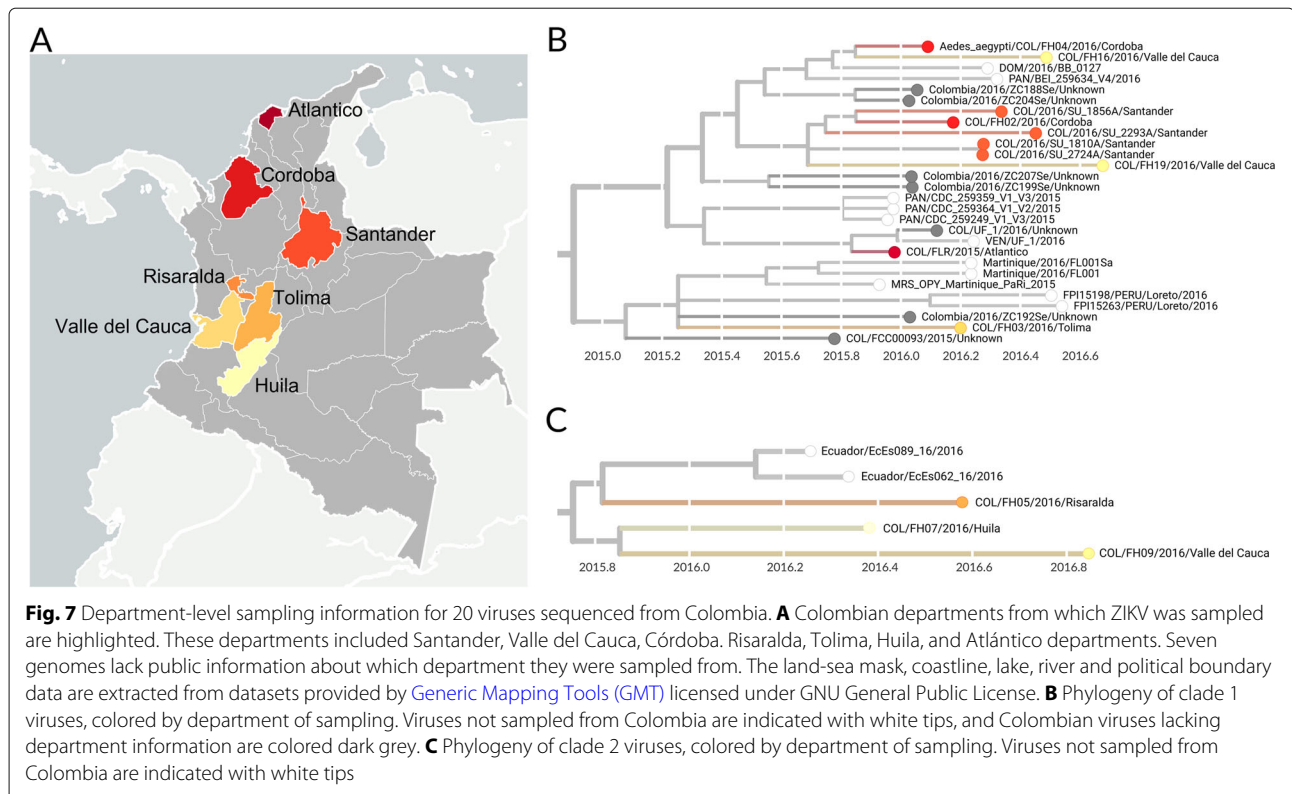 A
Atlantico
Cordoba
Santander
Risaralda
Tolima
Valle del Cauca
Huila
B
Aedes_aegypti/COL/FH04/2016/Cordoba
COL/FH16/2016/Valle del Cauca
DOM/2016/BB_0127
PAN/BEI_259634_V4/2016
Colombia/2016/ZC188Se/Unknown
Colombia/2016/ZC204Se/Unknown
COL/2016/SU_1856A/Santander
COL/FH02/2016/Cordoba
COL/2016/SU_2293A/Santander
COL/2016/SU_1810A/Santander
COL/2016/SU_2724A/Santander
COL/FH19/2016/Valle del Cauca
Colombia/2016/ZC207Se/Unknown
Colombia/2016/ZC199Se/Unknown
PAN/CDC_259359_V1_V3/2015
PAN/CDC_259364_V1_V2/2015
PAN/CDC_259249_V1_V3/2015
COL/UF_1/2016/Unknown
VEN/UF_1/2016
COL/FLR/2015/Atlantico
Martinique/2016/FL001Sa
Martinique/2016/FL001
MRS_OPY_Martinique_PaRi_2015
FPI15198/PERU/Loreto/2016
FPI15263/PERU/Loreto/2016
Colombia/2016/ZC192Se/Unknown
COL/FH03/2016/Tolima
COL/FCC00093/2015/Unknown
2015.0 2015.2 2015.4 2015.6 2015.8 2016.0 2016.2 2016.4 2016.6
C
Ecuador/EcEs089_16/2016
Ecuador/EcEs062_16/2016
COL/FH05/2016/Risaralda
COL/FH07/2016/Huila
COL/FH09/2016/Valle del Cauca
2015.8 2016.0 2016.2 2016.4 2016.6 2016.8
Fig. 7 Department-level sampling information for 20 viruses sequenced from Colombia. A Colombian departments from which ZIKV was sampled
are highlighted. These departments included Santander, Valle del Cauca, Córdoba. Risaralda, Tolima, Huila, and Atlántico departments. Seven
genomes lack public information about which department they were sampled from. The land-sea mask, coastline, lake, river and political boundary
data are extracted from datasets provided by Generic Mapping Tools (GMT) licensed under GNU General Public License. B Phylogeny of clade 1
viruses, colored by department of sampling. Viruses not sampled from Colombia are indicated with white tips, and Colombian viruses lacking
department information are colored dark grey. C Phylogeny of clade 2 viruses, colored by department of sampling. Viruses not sampled from
Colombia are indicated with white tips